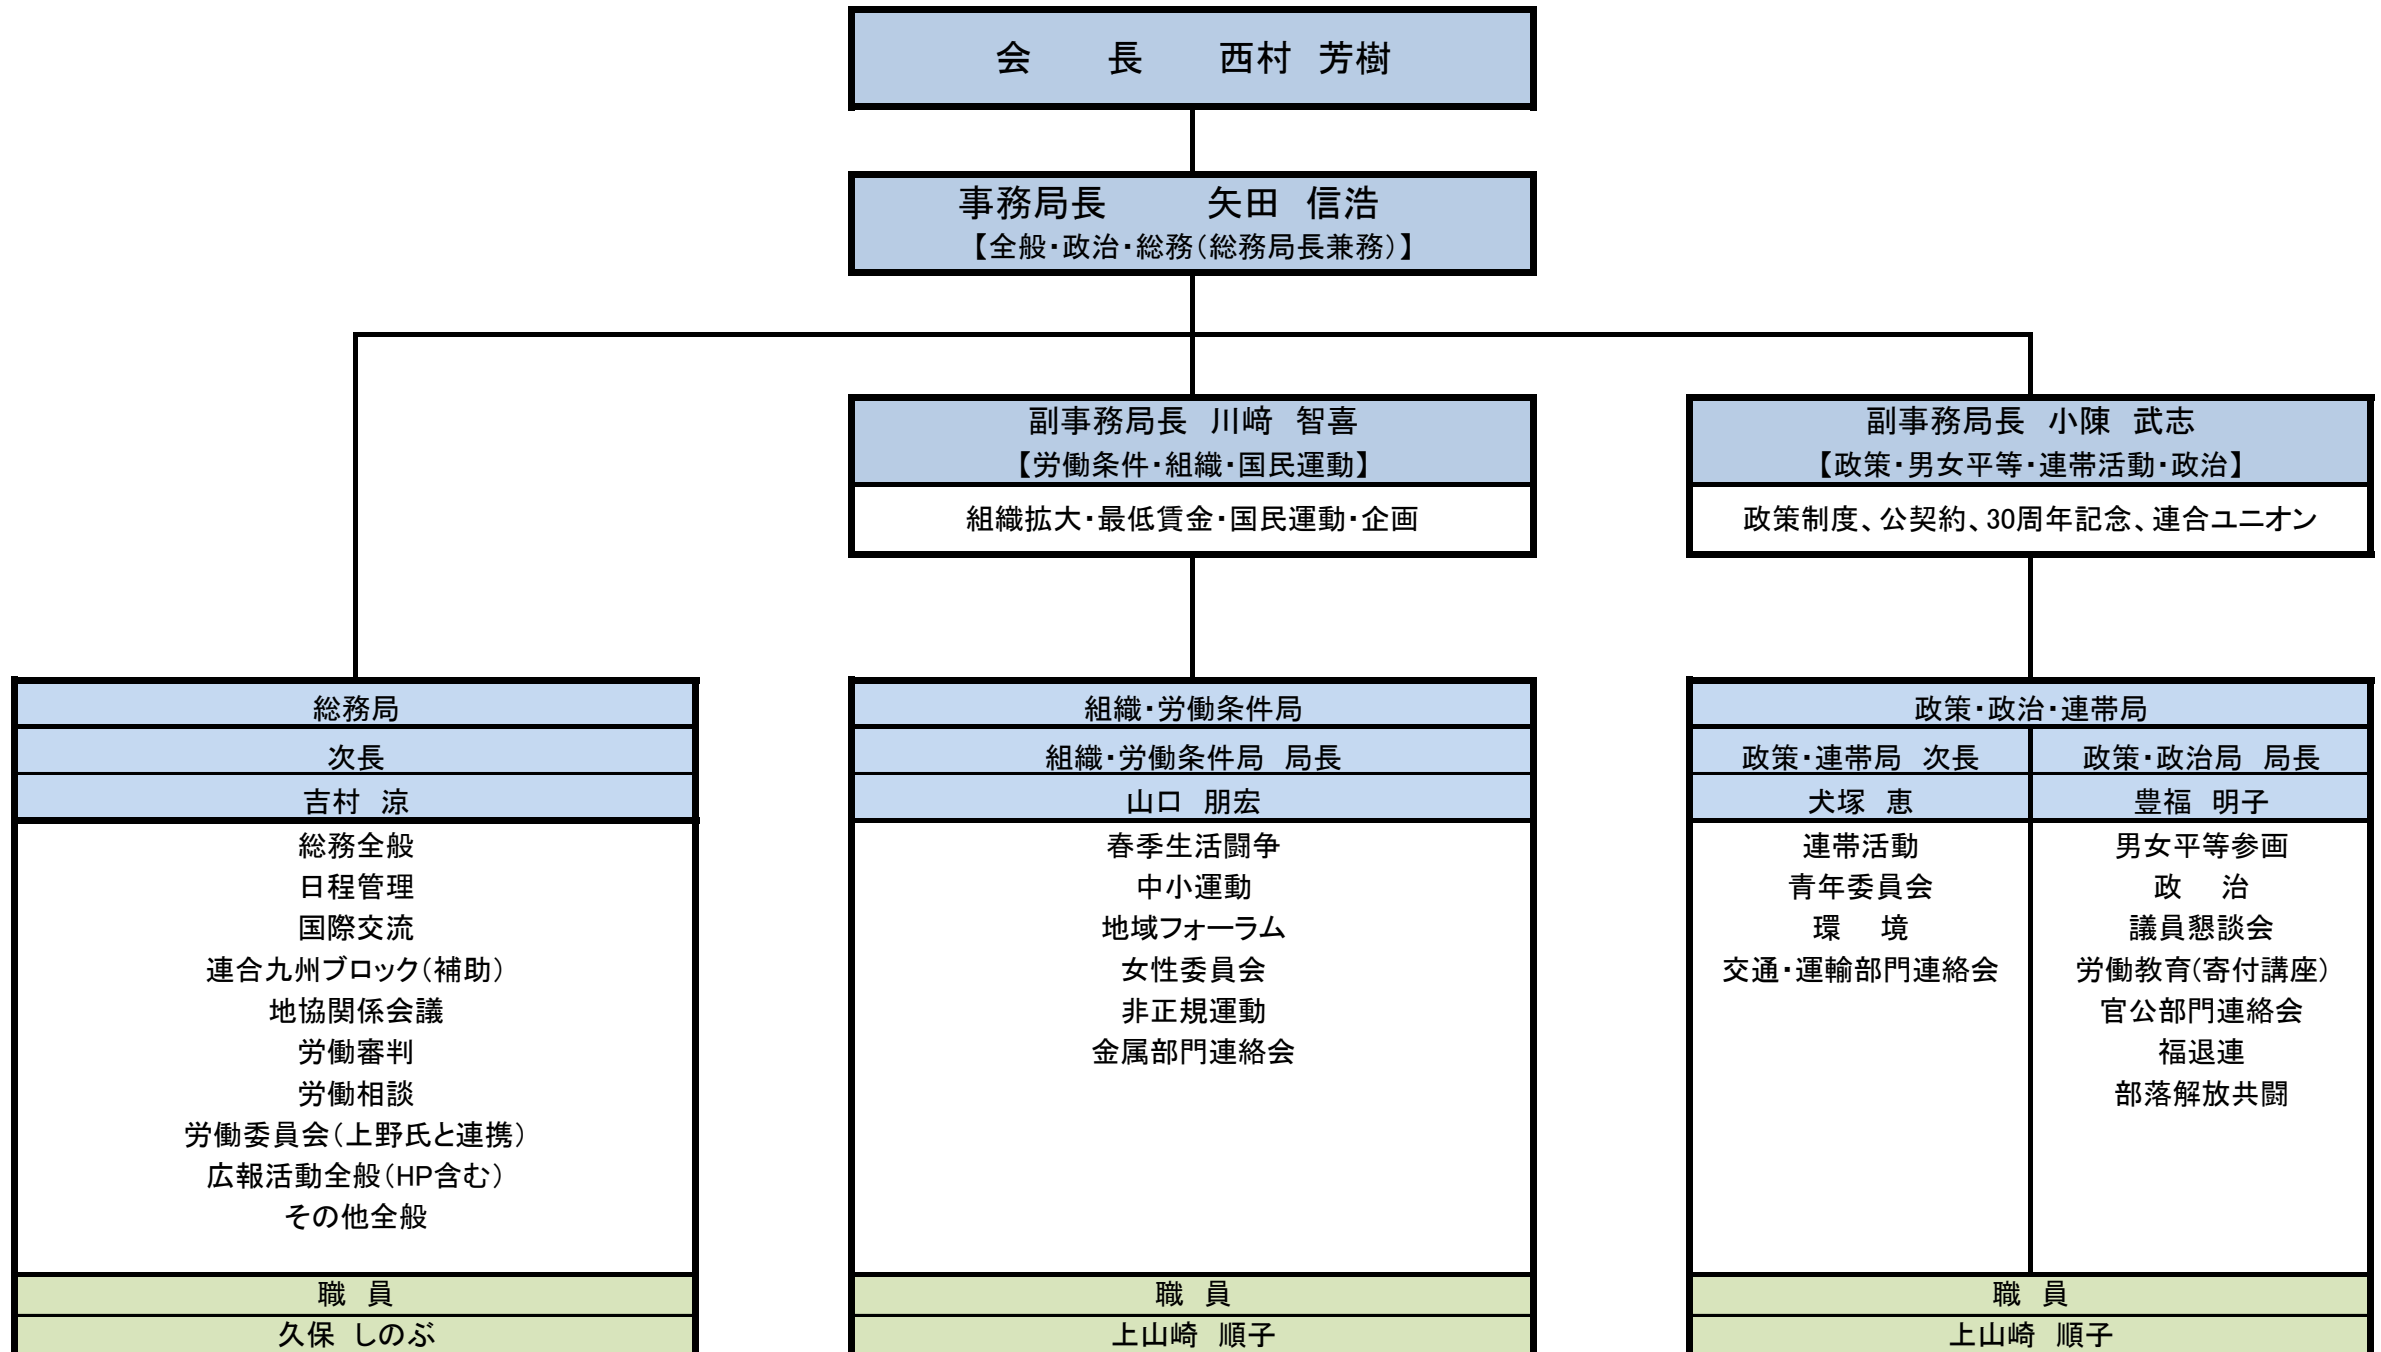 会　長　西村　芳樹
事務局長　矢田　信浩
【全般・政治・総務（総務局長兼務）】
副事務局長　川﨑　智喜
【労働条件・組織・国民運動】
組織拡大・最低賃金・国民運動・企画
副事務局長　小陳　武志
【政策・男女平等・連帯活動・政治】
政策制度、公契約、30周年記念、連合ユニオン
総務局
次長
吉村　涼
総務全般
日程管理
国際交流
連合九州ブロック（補助）
地協関係会議
労働審判
労働相談
労働委員会（上野氏と連携）
広報活動全般（HP含む）
その他全般
職　員
久保　しのぶ
組織・労働条件局
組織・労働条件局　局長
山口　朋宏
春季生活闘争
中小運動
地域フォーラム
女性委員会
非正規運動
金属部門連絡会
職　員
上山崎　順子
政策・政治・連帯局
政策・連帯局　次長
犬塚　恵
連帯活動
青年委員会
環　境
交通・運輸部門連絡会
政策・政治局　局長
豊福　明子
男女平等参画
政　治
議員懇談会
労働教育（寄付講座）
官公部門連絡会
福退連
部落解放共闘
職　員
上山崎　順子